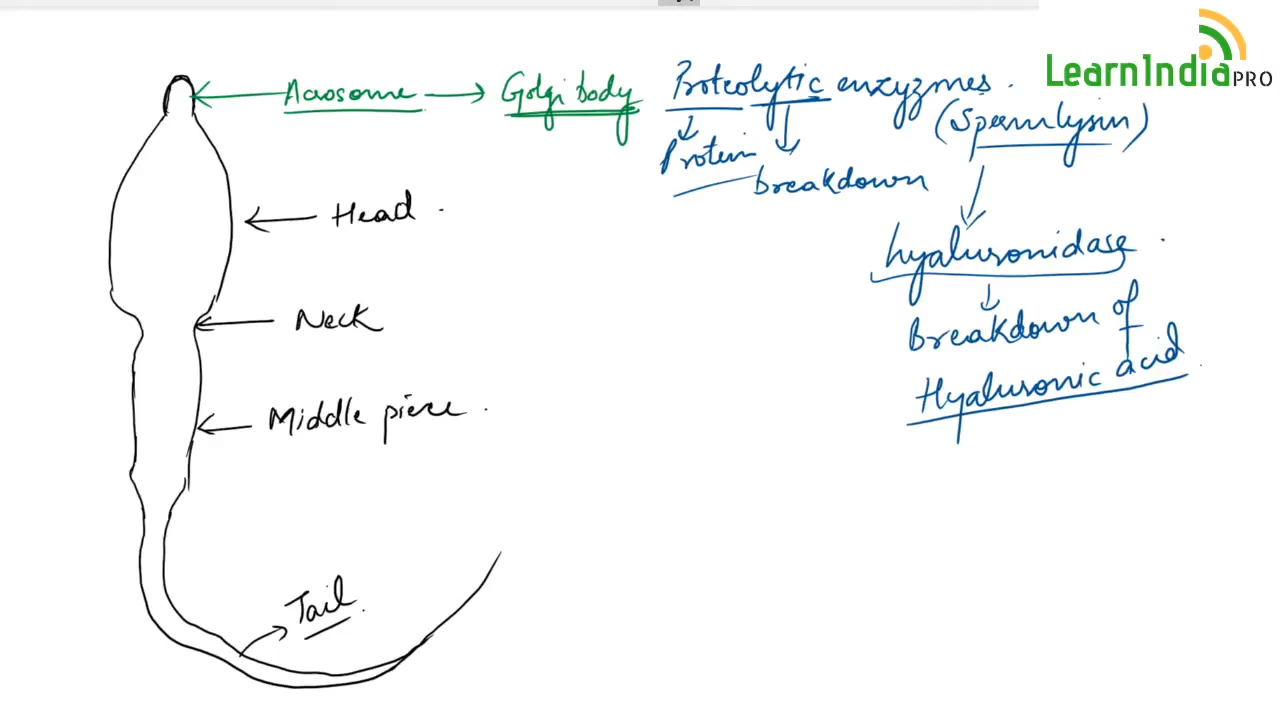 LearnIndia PRO
Acrosome → Golgi body Proteolytic enzyzmes.
(Spermlysin)
Protein
breakdown
Head
hyaluronidase
Neck
Breakdown of
Hyaluronic acid
Middle piece
Tail